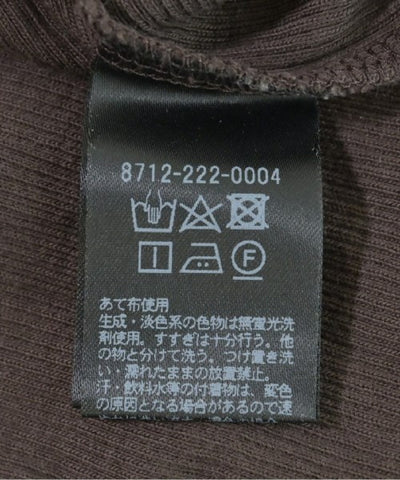 8712-222-0004
F
あて布使用
生成・淡色系の色物は無蛍光洗
剤使用。すすぎは十分行う。他
の物と分けて洗う。つけ置き洗
い・濡れたままの放置禁止。
汗・飲料水等の付着物は、変色
の原因となる場合があるので速